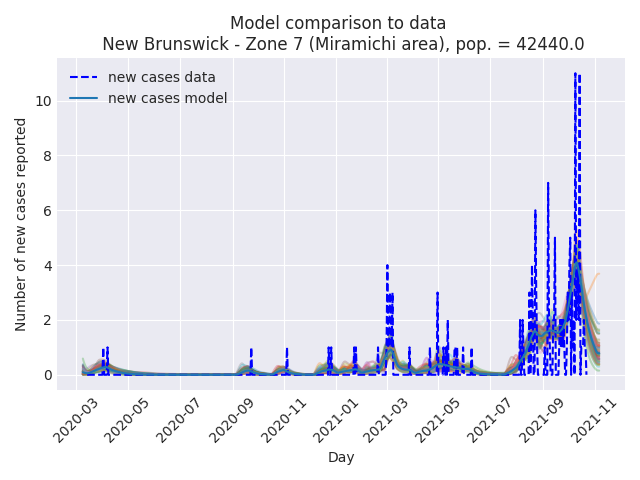 Model comparison to data
New Brunswick - Zone 7 (Miramichi area), pop. = 42440.0
new cases data
new cases model
Number of new cases reported
10
8
6
4
2
0
2020-03
2020-05
2020-07
2020-09
2020-11
2021-01
2021-03
2021-05
2021-07
2021-09
2021-11
Day